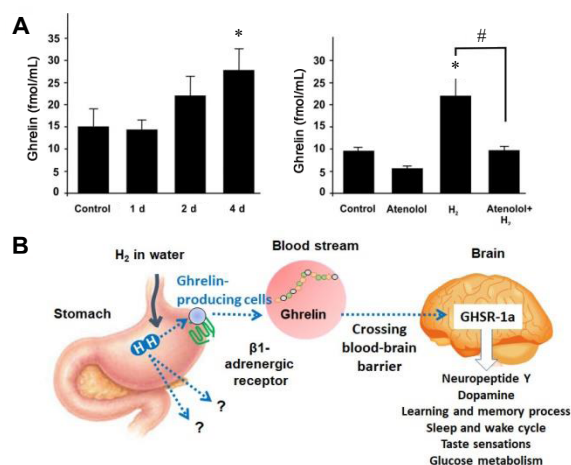 A
Ghrelin (fmol/mL)
35
30
25
20
15
10
5
0
*
Control 1 d 2 d 4 d
Ghrelin (fmol/mL)
35
30
25
20
15
10
5
0
#
*
Control Atenolol H₂ Atenolol+
H₂
B
H₂ in water
Blood stream
Brain
Stomach
Ghrelin-
producing cells
Ghrelin
GHSR-1a
H H
β1-
adrenergic
receptor
Crossing
blood-brain
barrier
?
?
Neuropeptide Y
Dopamine
Learning and memory process
Sleep and wake cycle
Taste sensations
Glucose metabolism